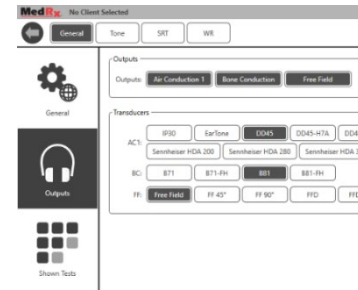 MedRx No Client Selected
General Tone SRT WR
Outputs
Outputs: Air Conduction 1 Bone Conduction Free Field
General
Transducers
AC1: IP30 EarTone DD45 DD45-HTA
Sennheiser HDA 200 Sennheiser HDA 280 Sennheiser HDA
BC: B71 B71-FH B81 B81-FH
Outputs
FF: Free Field FF 45° FF 90° FFD
Shown Tests